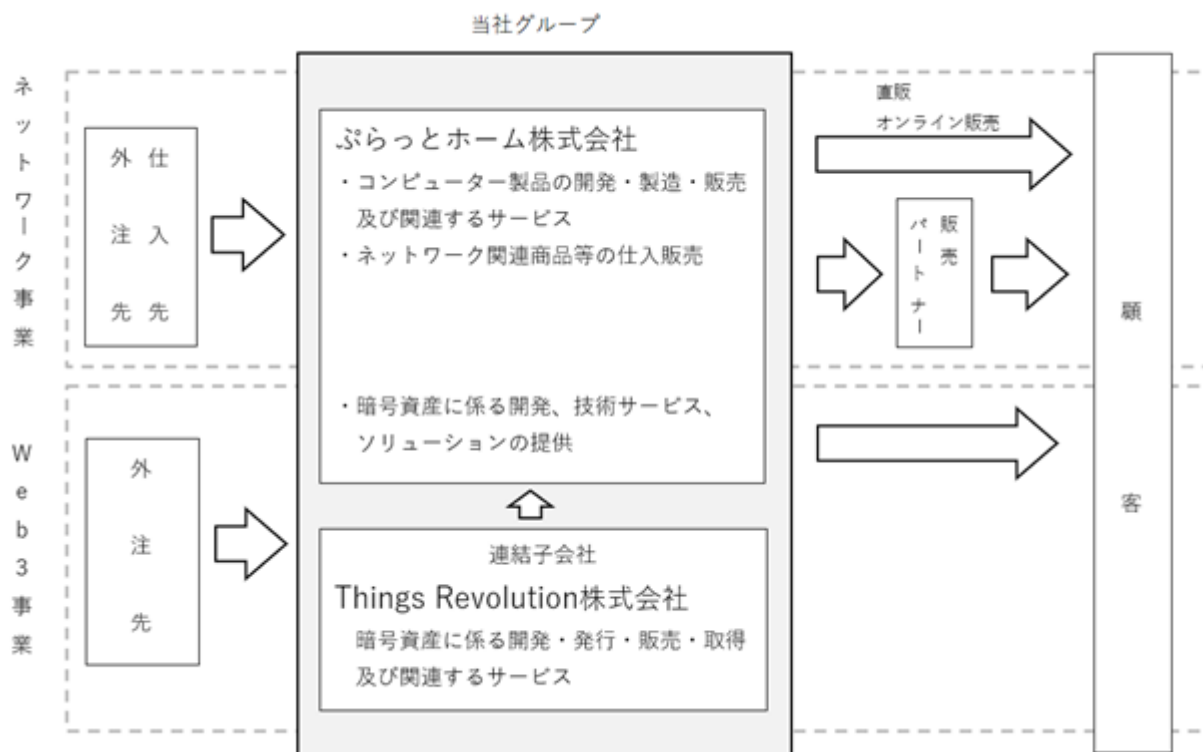 当社グループ
ネットワーク事業
仕入先
外注先
ぷらっとホーム株式会社
・コンピューター製品の開発・製造・販売
及び関連するサービス
・ネットワーク関連商品等の仕入販売
・暗号資産に係る開発、技術サービス、
ソリューションの提供
直販
オンライン販売
販売
パートナー
顧客
Web3事業
外注先
連結子会社
Things Revolution株式会社
暗号資産に係る開発・発行・販売・取得
及び関連するサービス